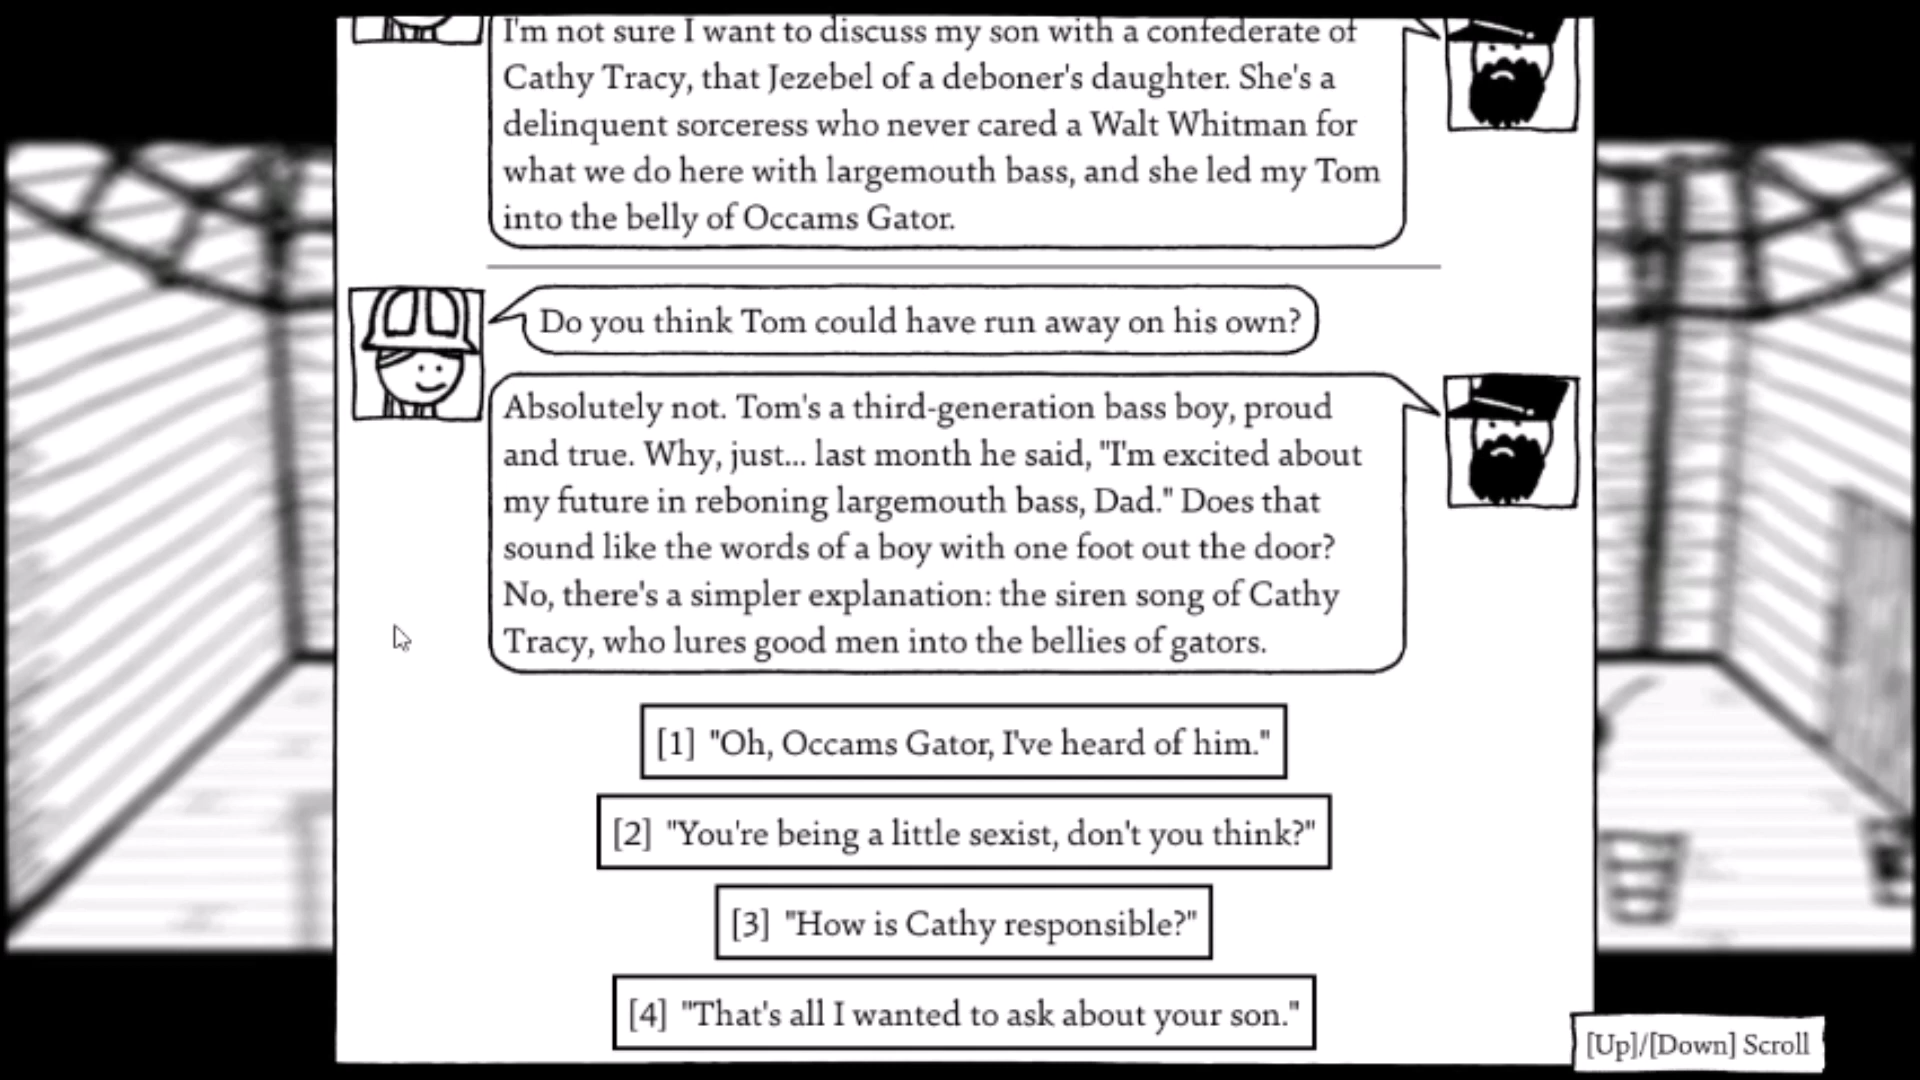 I'm not sure I want to discuss my son with a confederate of
Cathy Tracy, that Jezebel of a deboner's daughter. She's a
delinquent sorceress who never cared a Walt Whitman for
what we do here with largemouth bass, and she led my Tom
into the belly of Occams Gator.
Do you think Tom could have run away on his own?
Absolutely not. Tom's a third-generation bass boy, proud
and true. Why, just... last month he said, "I'm excited about
my future in reboning largemouth bass, Dad." Does that
sound like the words of a boy with one foot out the door?
No, there's a simpler explanation: the siren song of Cathy
Tracy, who lures good men into the bellies of gators.
[1] "Oh, Occams Gator, I've heard of him."
[2] "You're being a little sexist, don't you think?"
[3] "How is Cathy responsible?"
[4] "That's all I wanted to ask about your son."
[Up]/[Down] Scroll